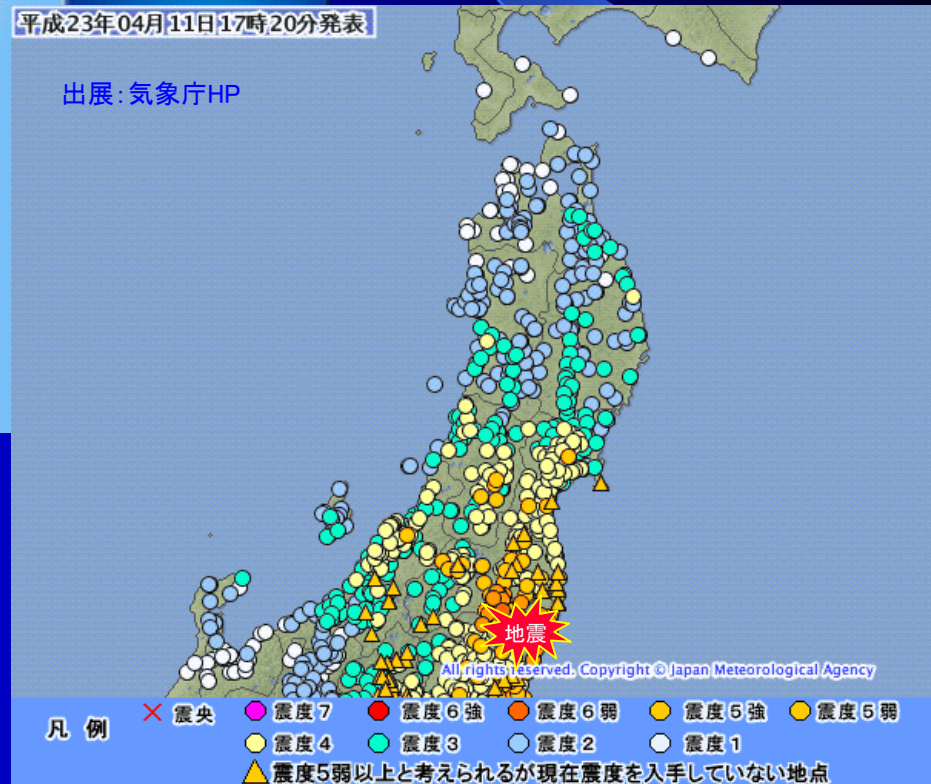 平成23年04月11日17時20分発表
出展：気象庁HP
地震
All rights reserved. Copyright © Japan Meteorological Agency
凡 例
震央 震度7 震度6強 震度6弱 震度5強 震度5弱
震度4 震度3 震度2 震度1
震度5弱以上と考えられるが現在震度を入手していない地点